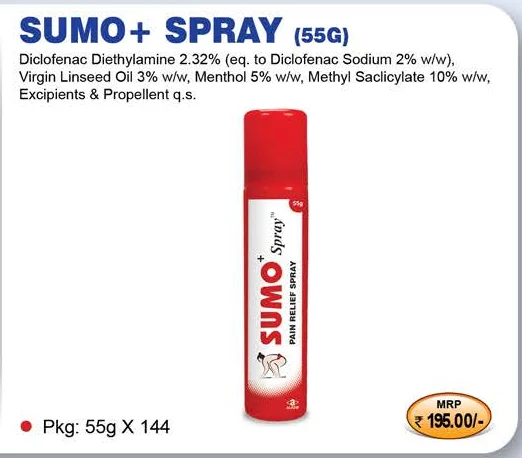 SUMO+ SPRAY (55G)
Diclofenac Diethylamine 2.32% (eq. to Diclofenac Sodium 2% w/w),
Virgin Linseed Oil 3% w/w, Menthol 5% w/w, Methyl Saclicylate 10% w/w,
Excipients & Propellent q.s.
55g
SUMO+ Spray™
PAIN RELIEF SPRAY
Pkg: 55g X 144
MRP
₹ 195.00/-